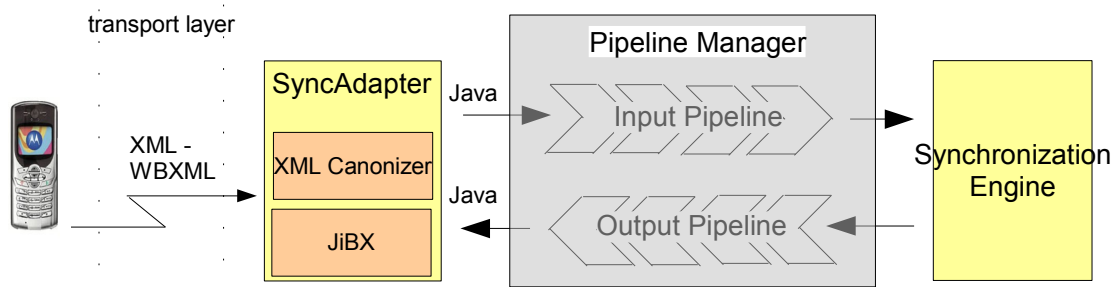 transport layer
XML -
WBXML
SyncAdapter
XML Canonizer
JiBX
Java
Java
Pipeline Manager
Input Pipeline
Output Pipeline
Synchronization
Engine